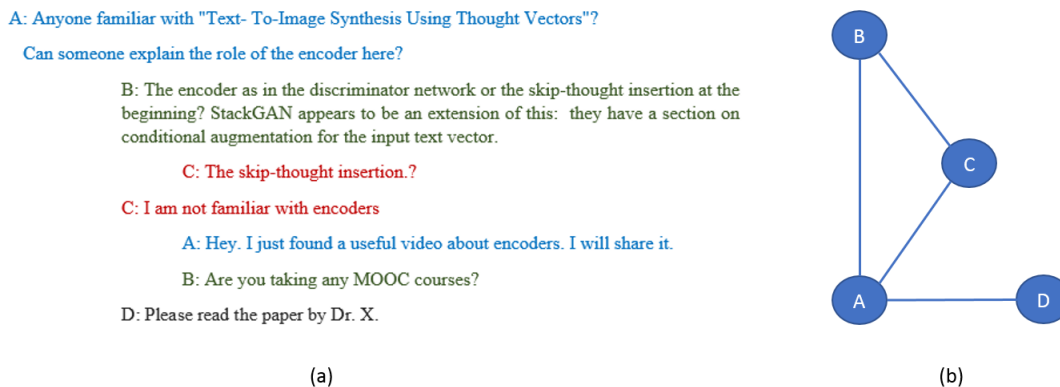 A: Anyone familiar with "Text- To-Image Synthesis Using Thought Vectors"?
Can someone explain the role of the encoder here?
B: The encoder as in the discriminator network or the skip-thought insertion at the
beginning? StackGAN appears to be an extension of this: they have a section on
conditional augmentation for the input text vector.
C: The skip-thought insertion.?
C: I am not familiar with encoders
A: Hey. I just found a useful video about encoders. I will share it.
B: Are you taking any MOOC courses?
D: Please read the paper by Dr. X.
(a)
B
C
A
D
(b)